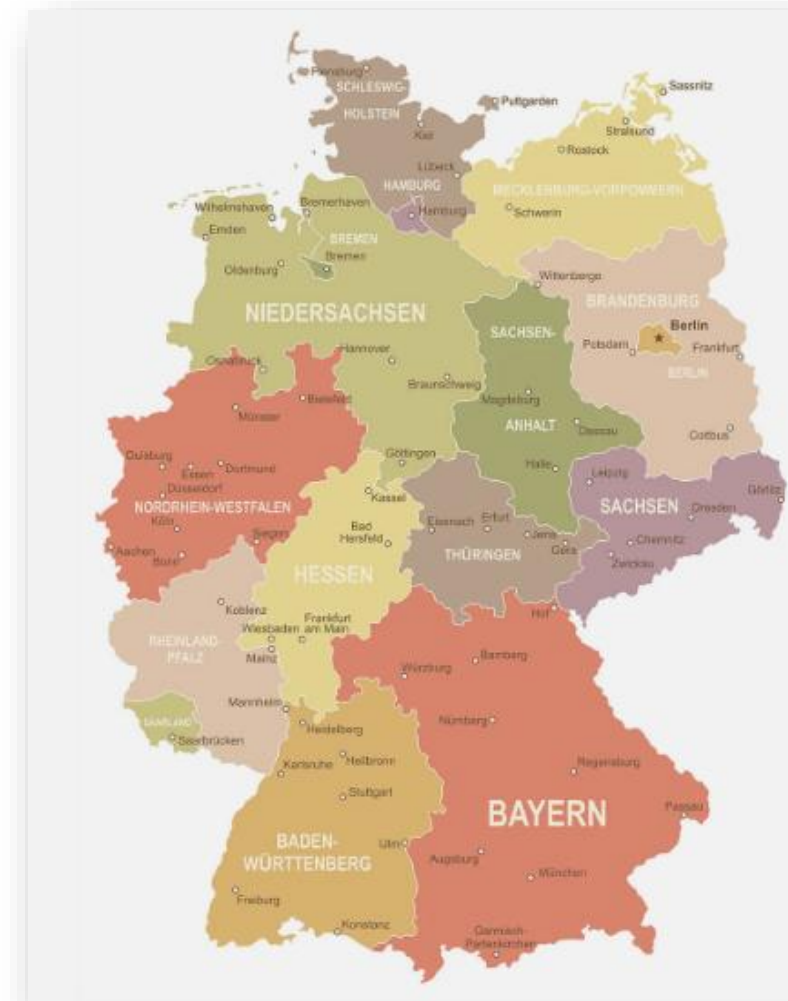 Flensburg
SCHLESWIG-
HOLSTEIN
Puttgarden
Sassnitz
Kiel
Stralsund
Rostock
Lübeck
HAMBURG
MECKLENBURG-VORPOMMERN
Wilhelmshaven
Bremerhaven
Hamburg
Schwerin
Emden
BREMEN
Bremen
Oldenburg
Wittenberge
BRANDENBURG
NIEDERSACHSEN
SACHSEN-
Berlin
Hannover
Potsdam
Frankfurt
Osnabrück
BERLIN
Braunschweig
Magdeburg
Bielefeld
Münster
ANHALT
Dessau
Cottbus
Göttingen
Duisburg
Essen
Dortmund
Halle
Leipzig
Düsseldorf
Kassel
Görlitz
NORDRHEIN-WESTFALEN
SACHSEN
Dresden
Köln
Bad
Hersfeld
Eisenach
Erfurt
Siegen
Jena
Gera
Chemnitz
Aachen
Bonn
THÜRINGEN
Zwickau
HESSEN
Koblenz
Hof
Wiesbaden
Frankfurt
am Main
RHEINLAND
PFALZ
Mainz
Bamberg
Würzburg
Mannheim
SAARLAND
Nürnberg
Heidelberg
Saarbrücken
Heilbronn
Karlsruhe
Regensburg
Stuttgart
BAYERN
Passau
BADEN-
WÜRTTENBERG
Ulm
Augsburg
München
Freiburg
Konstanz
Garmisch-
Partenkirchen